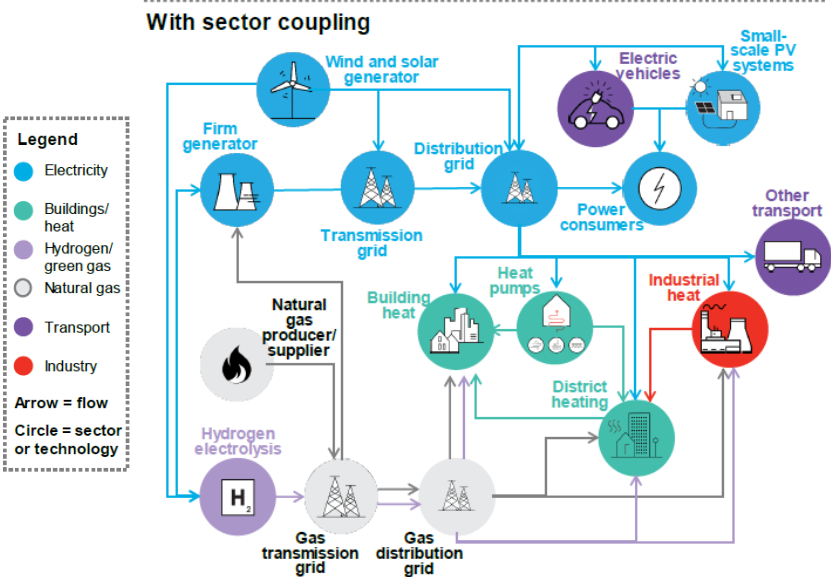 With sector coupling
Small-
scale PV
systems
Electric
vehicles
Wind and solar
generator
Firm
generator
Distribution
grid
Legend
Electricity
Buildings/
heat
Hydrogen/
green gas
Natural gas
Transport
Industry
Arrow = flow
Circle = sector
or technology
Transmission
grid
Power
consumers
Other
transport
Natural
gas
producer/
supplier
Building
heat
Heat
pumps
Industrial
heat
District
heating
Hydrogen
electrolysis
H2
Gas
transmission
grid
Gas
distribution
grid